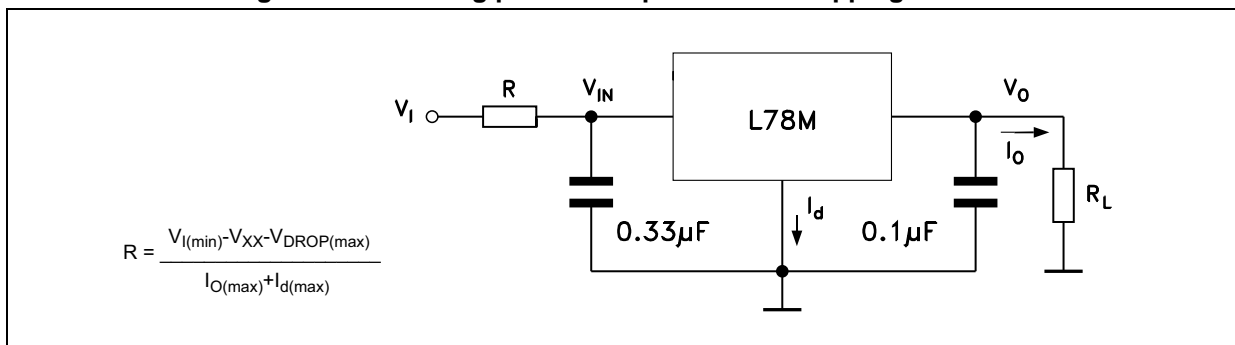 V_I
R
V_IN
L78M
V_O
I_O
R_L
I_d
0.33µF
0.1µF
R = V_I(min)-V_XX-V_DROP(max)
I_O(max)+I_d(max)